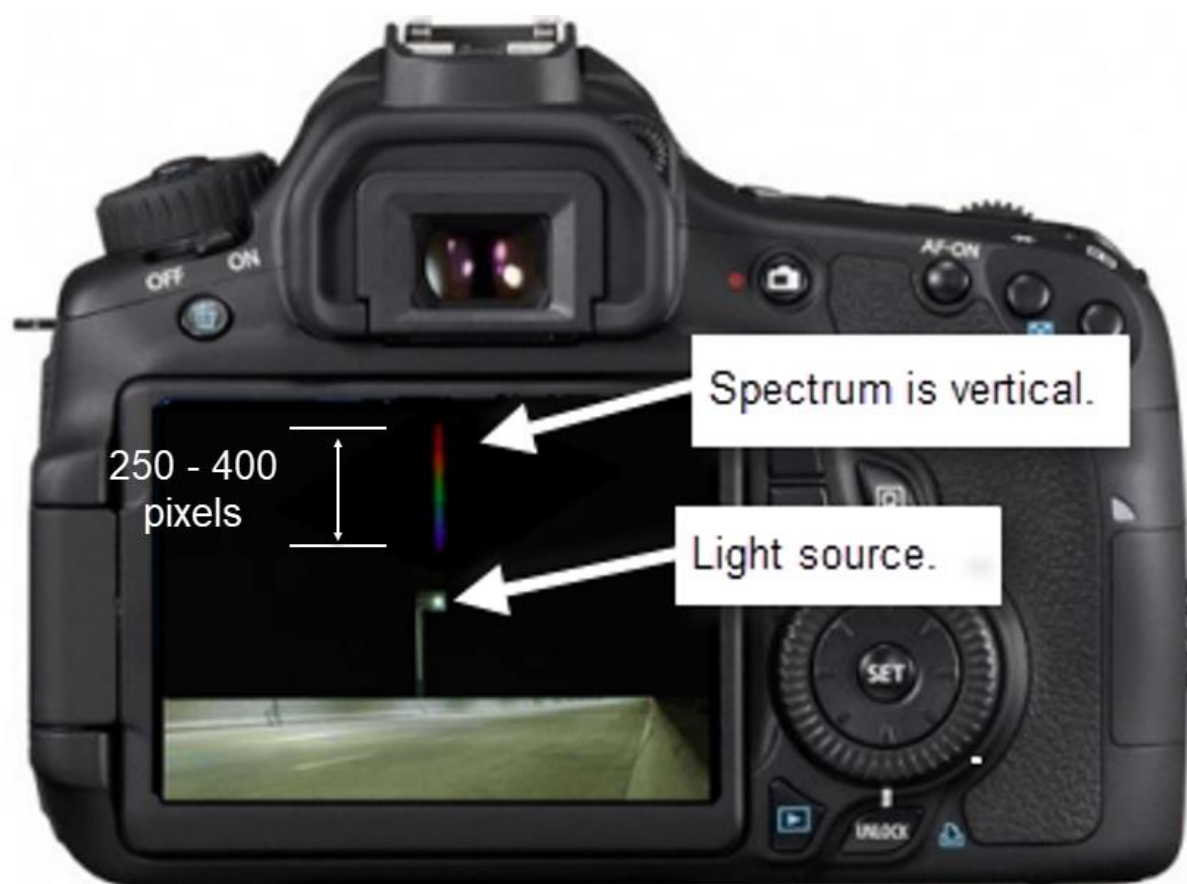 OFF
ON
AF-ON
Spectrum is vertical.
250 - 400
pixels
Light source.
SET
UNLOCK